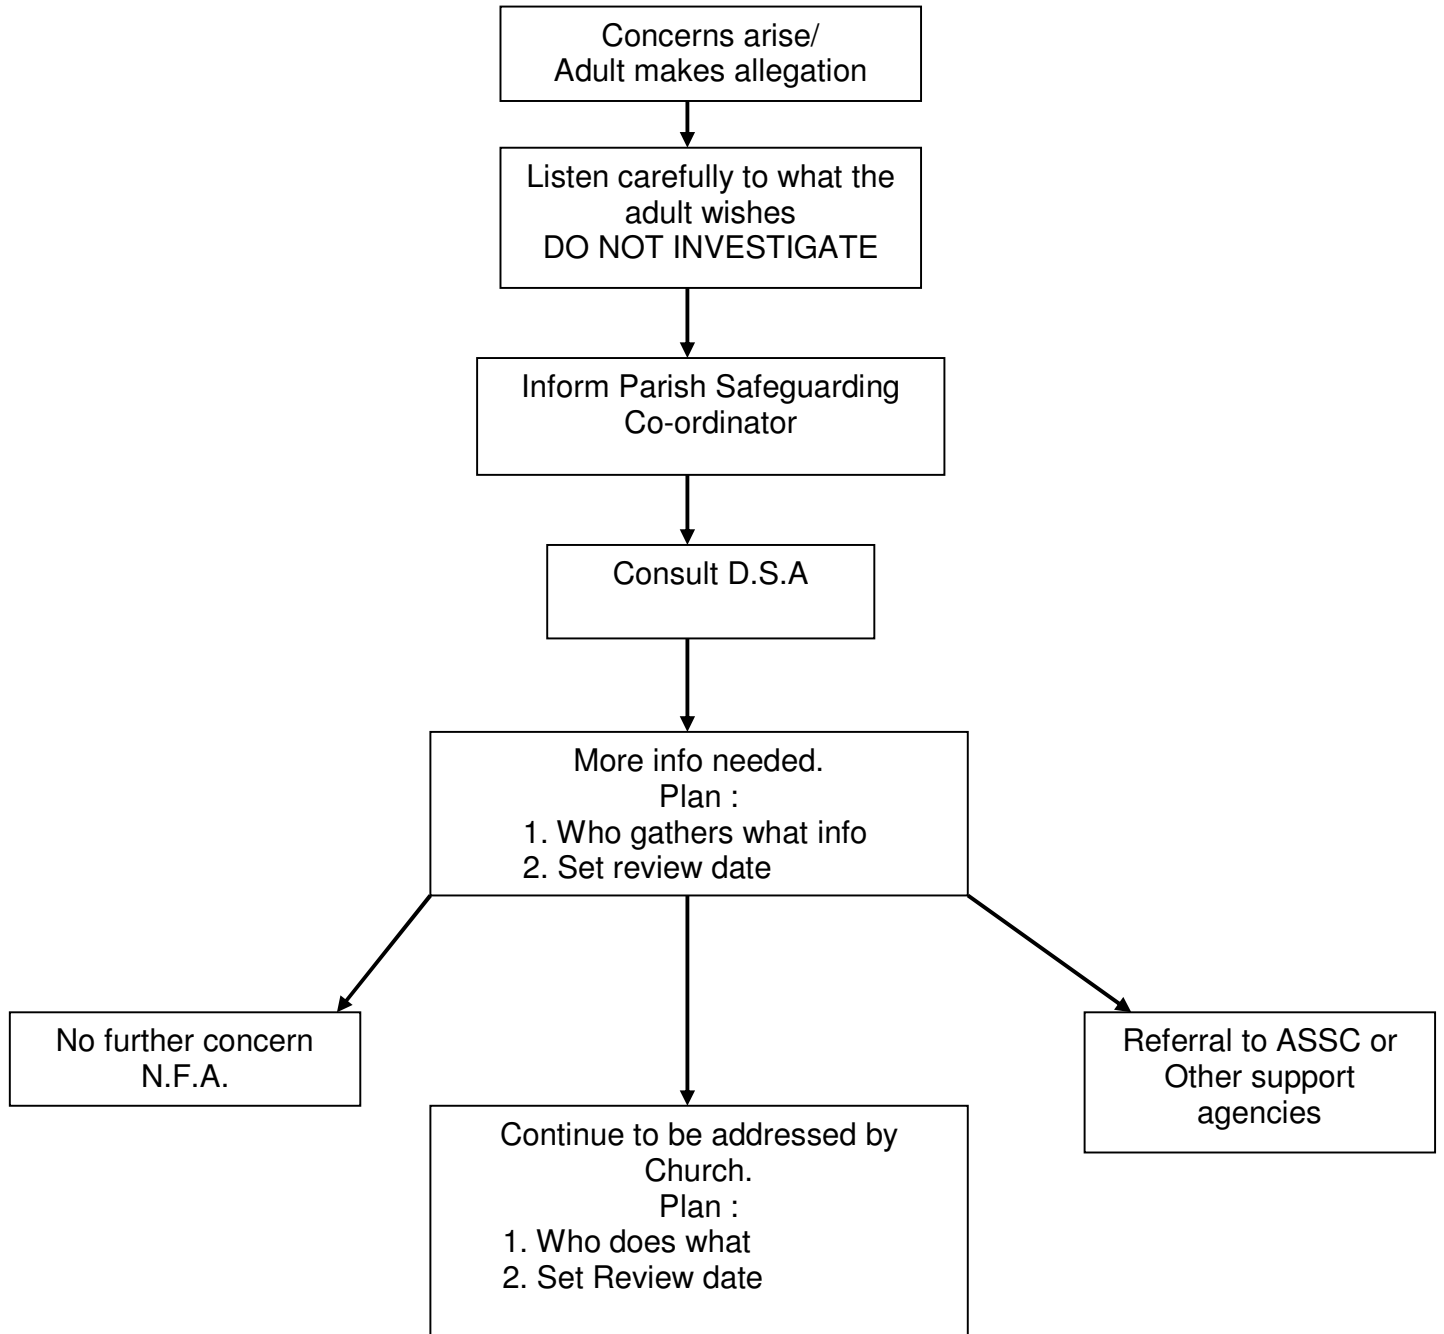 Concerns arise/
Adult makes allegation
Listen carefully to what the
adult wishes
DO NOT INVESTIGATE
Inform Parish Safeguarding
Co-ordinator
Consult D.S.A
More info needed.
Plan :
1. Who gathers what info
2. Set review date
No further concern
N.F.A.
Referral to ASSC or
Other support
agencies
Continue to be addressed by
Church.
Plan :
1. Who does what
2. Set Review date